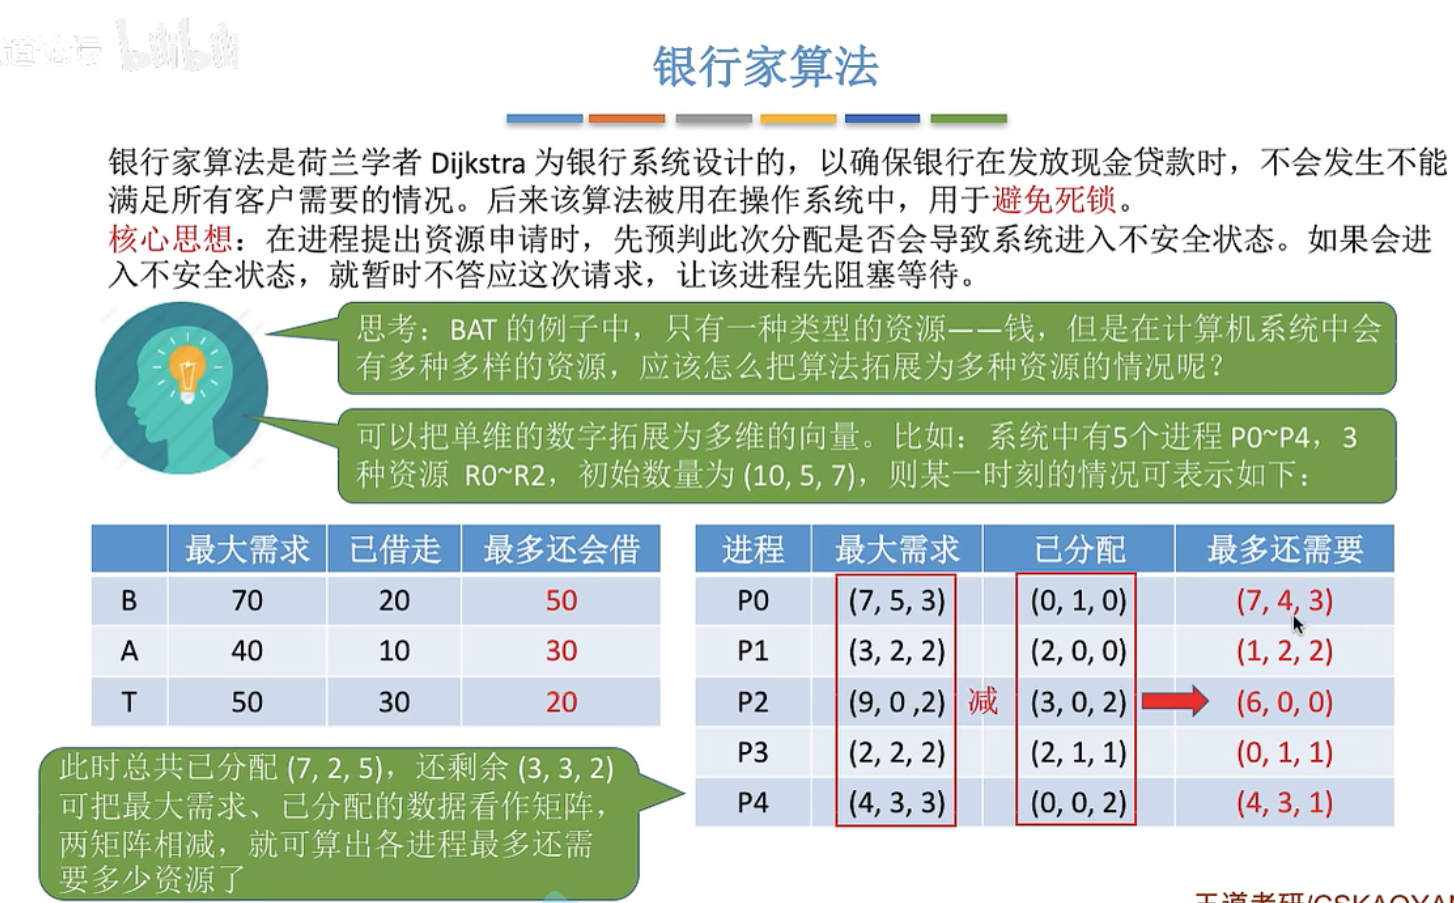 道论坛 bilibili
银行家算法
银行家算法是荷兰学者 Dijkstra 为银行系统设计的，以确保银行在发放现金贷款时，不会发生不能
满足所有客户需要的情况。后来该算法被用在操作系统中，用于避免死锁。
核心思想：在进程提出资源申请时，先预判此次分配是否会导致系统进入不安全状态。如果会进
入不安全状态，就暂时不答应这次请求，让该进程先阻塞等待。
思考：BAT 的例子中，只有一种类型的资源——钱，但是在计算机系统中会
有多种多样的资源，应该怎么把算法拓展为多种资源的情况呢？
可以把单维的数字拓展为多维的向量。比如：系统中有5个进程 P0~P4，3
种资源 R0~R2，初始数量为 (10, 5, 7)，则某一时刻的情况可表示如下：
最大需求 已借走 最多还会借
B 70 20 50
A 40 10 30
T 50 30 20
进程 最大需求 已分配 最多还需要
P0 (7, 5, 3) (0, 1, 0) (7, 4, 3)
P1 (3, 2, 2) (2, 0, 0) (1, 2, 2)
P2 (9, 0 ,2) 减 (3, 0, 2) (6, 0, 0)
P3 (2, 2, 2) (2, 1, 1) (0, 1, 1)
P4 (4, 3, 3) (0, 0, 2) (4, 3, 1)
此时总共已分配 (7, 2, 5)，还剩余 (3, 3, 2)
可把最大需求、已分配的数据看作矩阵，
两矩阵相减，就可算出各进程最多还需
要多少资源了
王道考研/CSKAOYAN